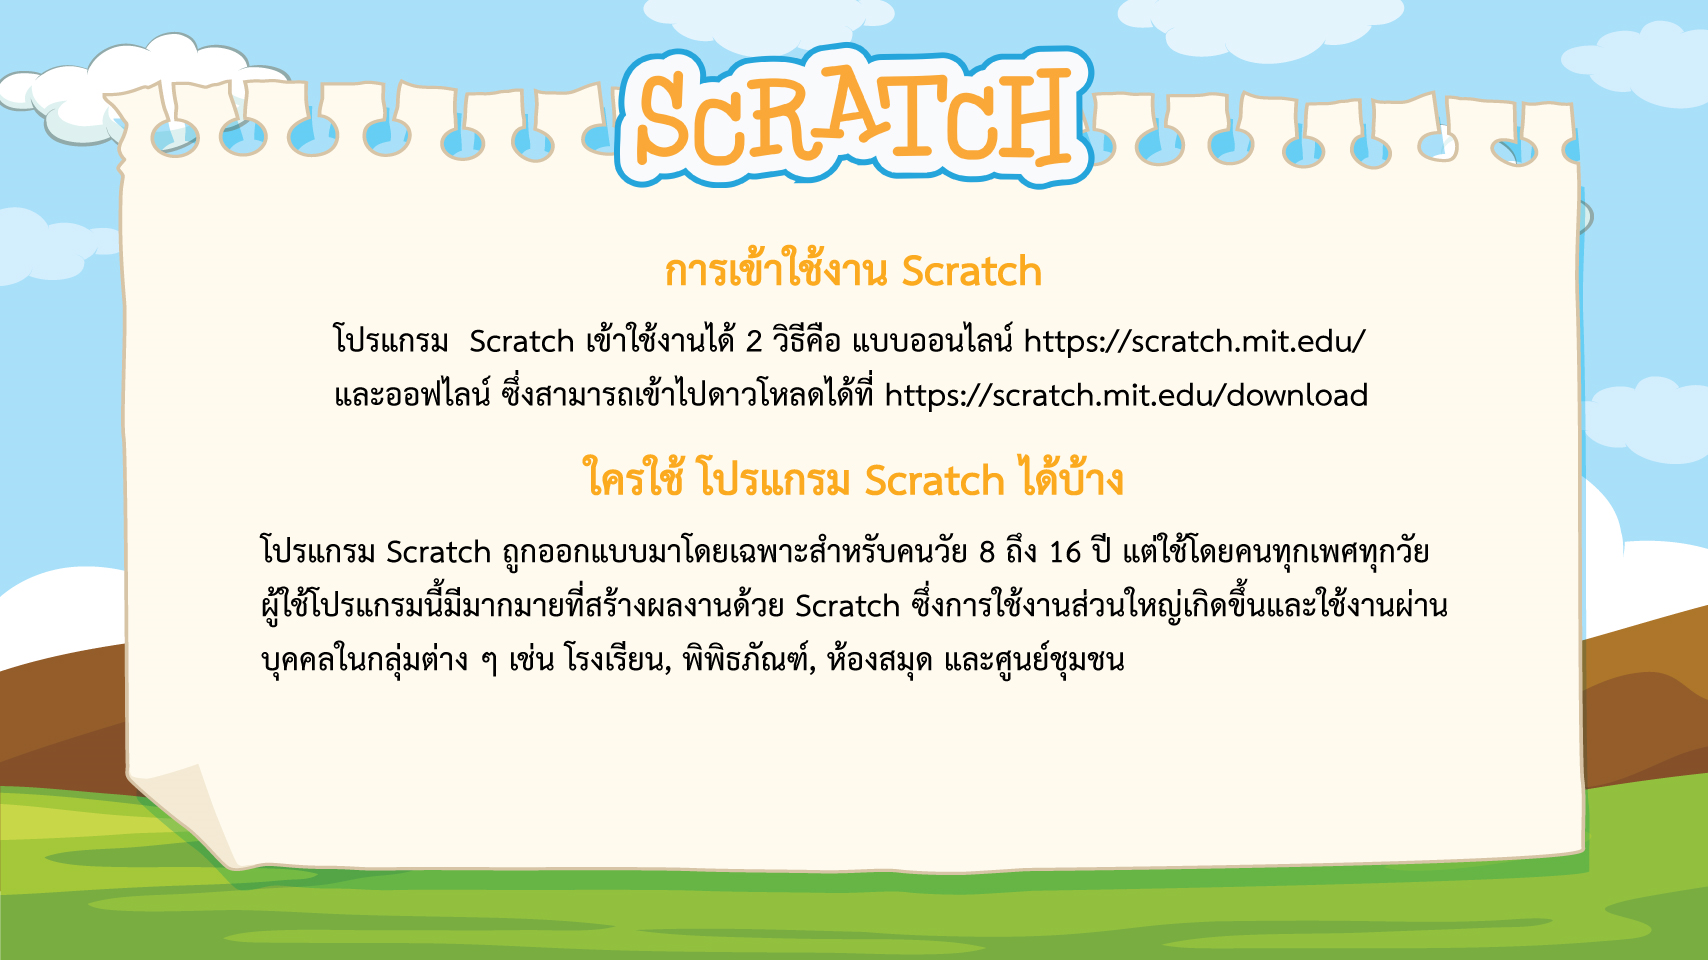 SCRATCH
การเข้าใช้งาน Scratch
โปรแกรม  Scratch เข้าใช้งานได้ 2 วิธีคือ แบบออนไลน์ https://scratch.mit.edu/
และออฟไลน์ ซึ่งสามารถเข้าไปดาวโหลดได้ที่ https://scratch.mit.edu/download
ใครใช้ โปรแกรม Scratch ได้บ้าง
โปรแกรม Scratch ถูกออกแบบมาโดยเฉพาะสำหรับคนวัย 8 ถึง 16 ปี แต่ใช้โดยคนทุกเพศทุกวัย
ผู้ใช้โปรแกรมนี้มีมากมายที่สร้างผลงานด้วย Scratch ซึ่งการใช้งานส่วนใหญ่เกิดขึ้นและใช้งานผ่าน
บุคคลในกลุ่มต่าง ๆ เช่น โรงเรียน, พิพิธภัณฑ์, ห้องสมุด และศูนย์ชุมชน